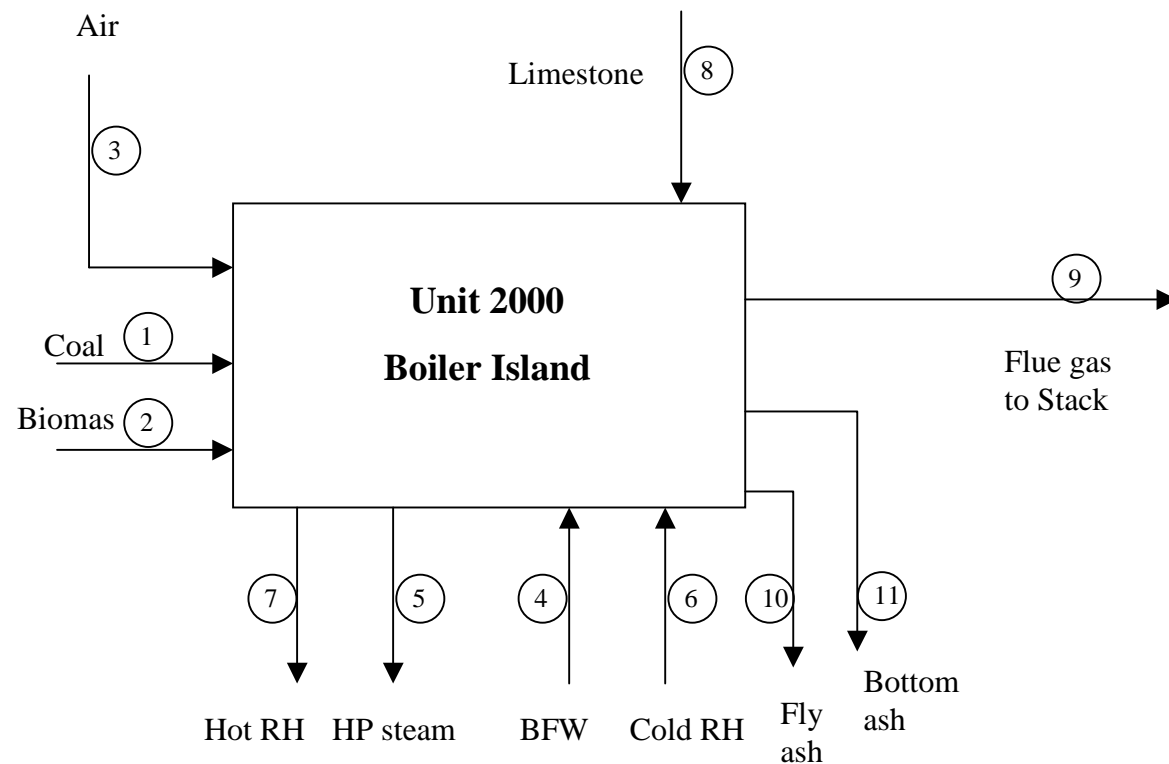 Air
Limestone
8
3
Unit 2000
Boiler Island
9
Coal
1
Flue gas
to Stack
Biomas
2
7
5
4
6
10
11
Hot RH
HP steam
BFW
Cold RH
Fly
ash
Bottom
ash